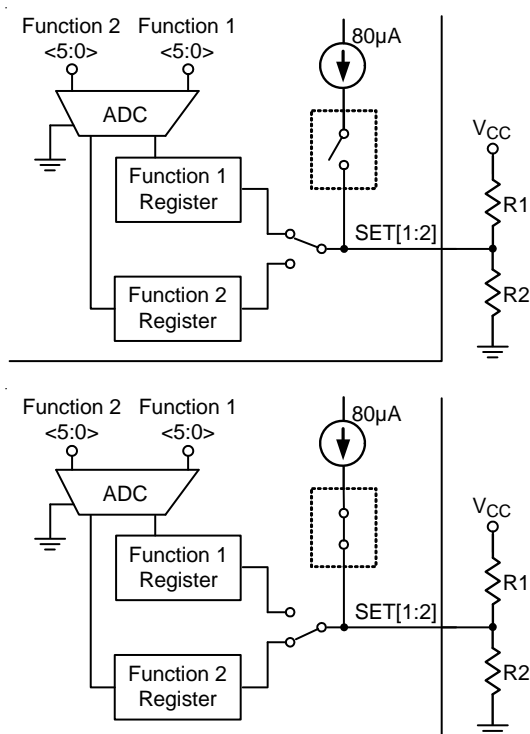 Function 2 Function 1
<5:0> <5:0>
80µA
ADC
VCC
Function 1
Register
R1
SET[1:2]
Function 2
Register
R2
Function 2 Function 1
<5:0> <5:0>
80µA
ADC
VCC
Function 1
Register
R1
SET[1:2]
Function 2
Register
R2